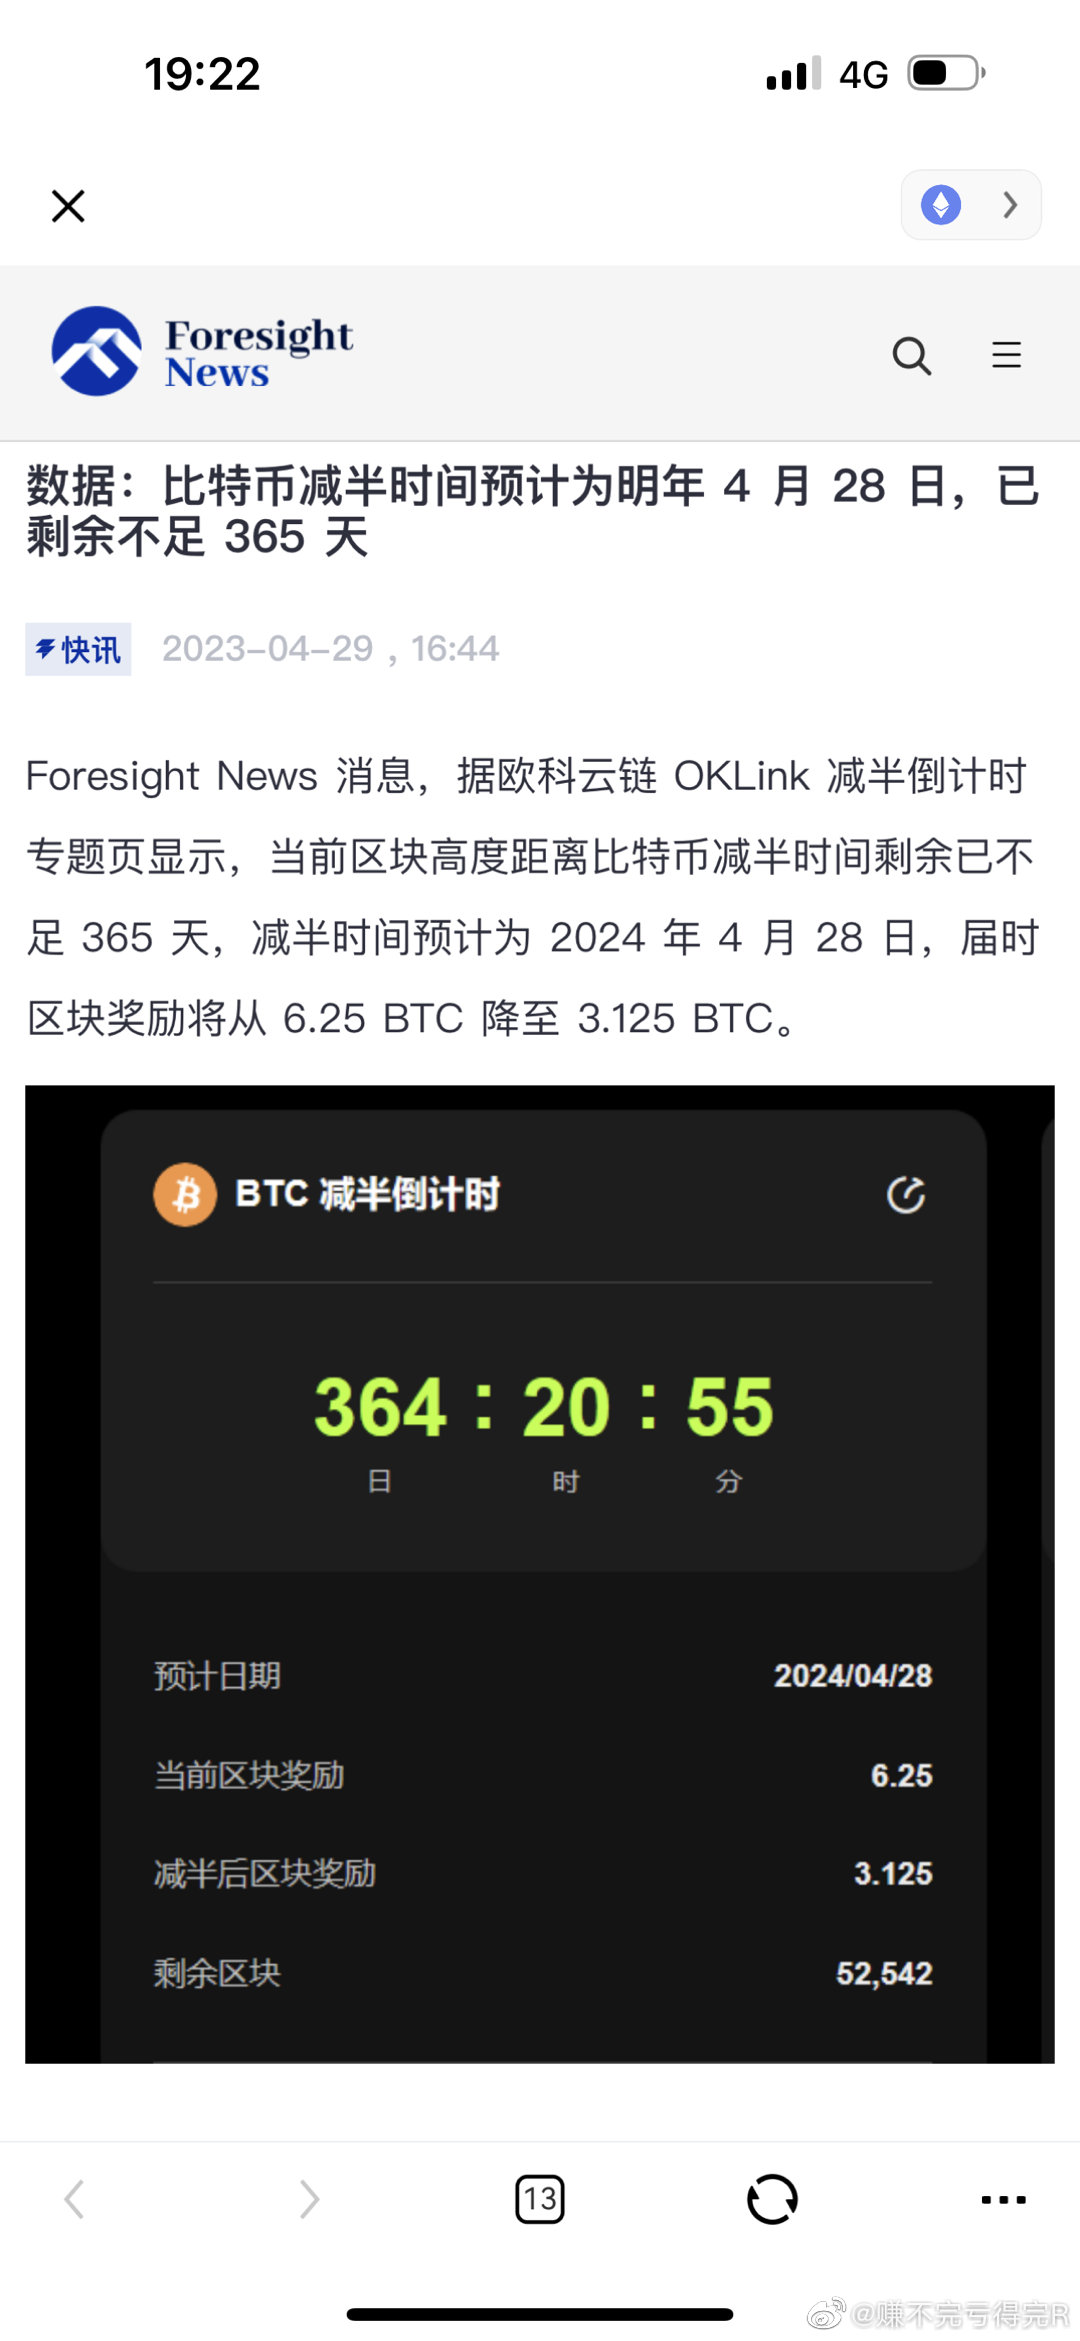 19:22
4G
Foresight
News
数据：比特币减半时间预计为明年 4 月 28 日，已
剩余不足 365 天
快讯 2023-04-29 , 16:44
Foresight News 消息，据欧科云链 OKLink 减半倒计时
专题页显示，当前区块高度距离比特币减半时间剩余已不
足 365 天，减半时间预计为 2024 年 4 月 28 日，届时
区块奖励将从 6.25 BTC 降至 3.125 BTC。
BTC 减半倒计时
364 : 20 : 55
日 时 分
预计日期 2024/04/28
当前区块奖励 6.25
减半后区块奖励 3.125
剩余区块 52,542
13
@赚不完亏得完R